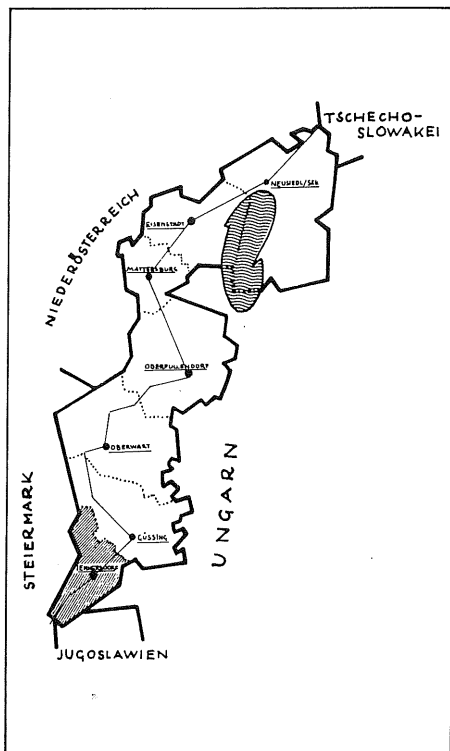 TSCHECHO-
SLOWAKEI
NEUSIEDL/SEE
EISENSTADT
NIEDERÖSTERREICH
MATTERSBURG
OBERPULLENDORF
OBERWART
UNGARN
STEIERMARK
GÜSSING
JUGOSLAWIEN